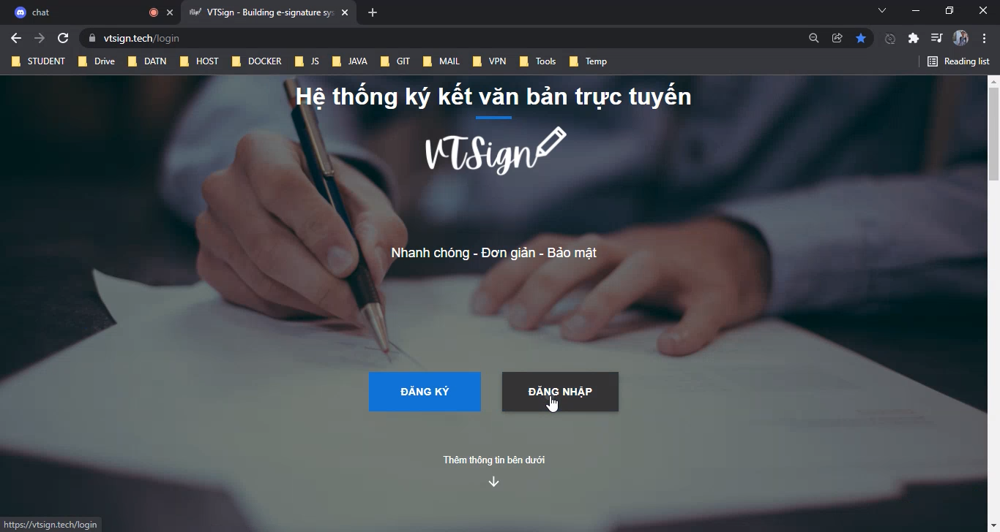 chat
VTSign - Building e-signature sys
vtsign.tech/login
STUDENT
Drive
DATN
HOST
DOCKER
JS
JAVA
GIT
MAIL
VPN
Tools
Temp
Reading list
Hệ thống ký kết văn bản trực tuyến
VTSign
Nhanh chóng - Đơn giản - Bảo mật
ĐĂNG KÝ
ĐĂNG NHẬP
Thêm thông tin bên dưới
https://vtsign.tech/login